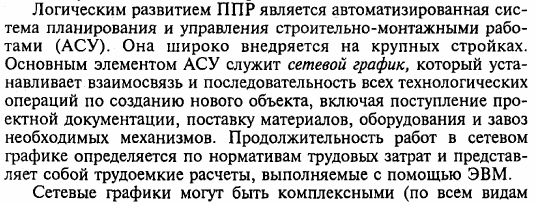 Логическим развитием ППР является автоматизированная сис-
тема планирования и управления строительно-монтажными рабо-
тами (АСУ). Она широко внедряется на крупных стройках.
Основным элементом АСУ служит сетевой график, который уста-
навливает взаимосвязь и последовательность всех технологических
операций по созданию нового объекта, включая поступление про-
ектной документации, поставку материалов, оборудования и завоз
необходимых механизмов. Продолжительность работ в сетевом
графике определяется по нормативам трудовых затрат и представ-
ляет собой трудоемкие расчеты, выполняемые с помощью ЭВМ.
Сетевые графики могут быть комплексными (по всем видам